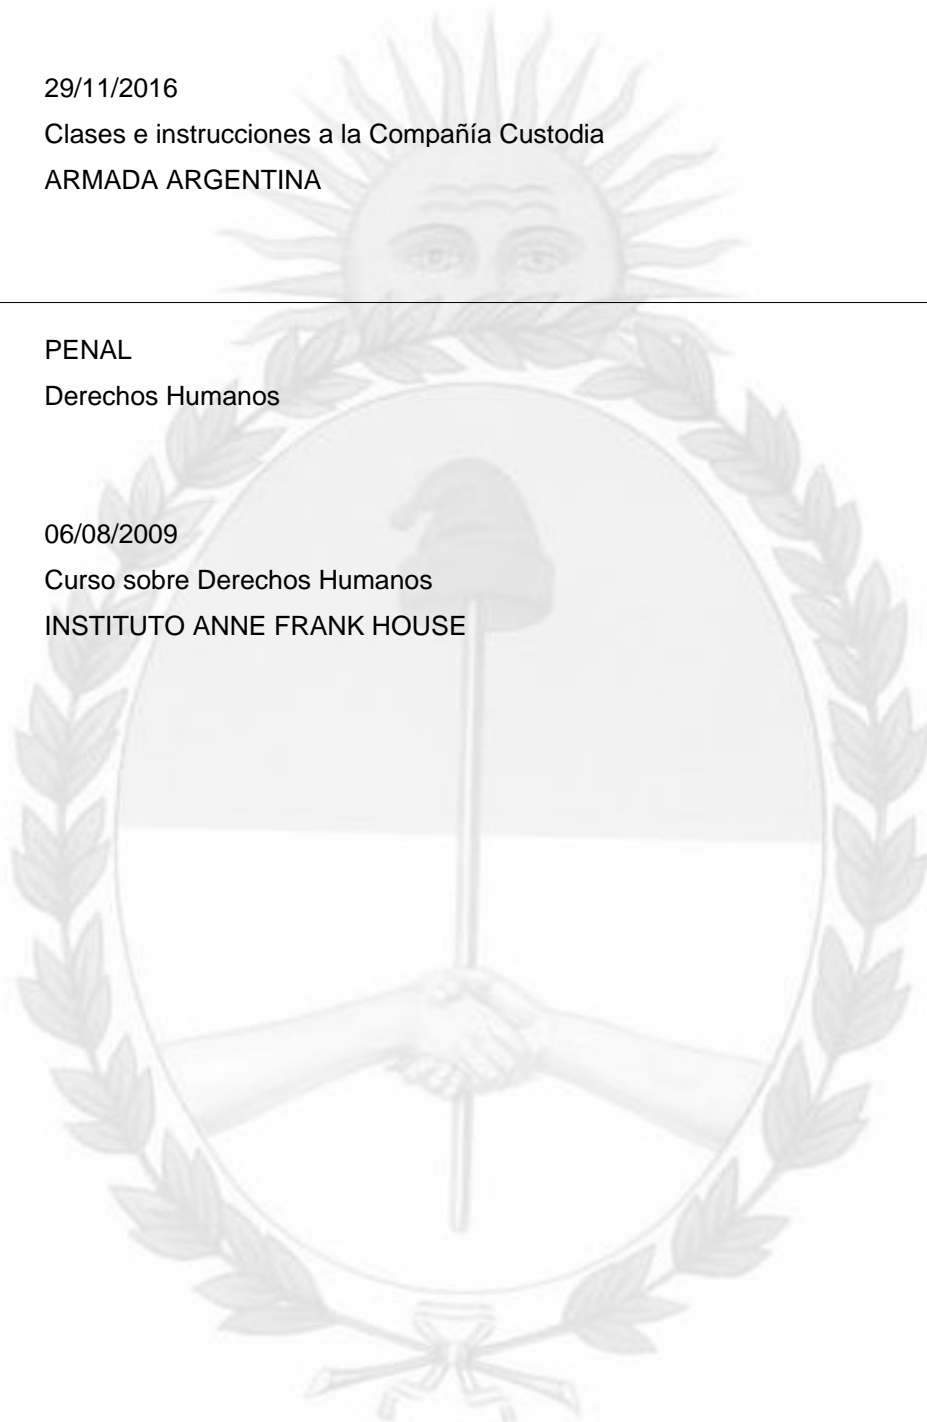 29/11/2016
Clases e instrucciones a la Compañía Custodia
ARMADA ARGENTINA
PENAL
Derechos Humanos
06/08/2009
Curso sobre Derechos Humanos
INSTITUTO ANNE FRANK HOUSE